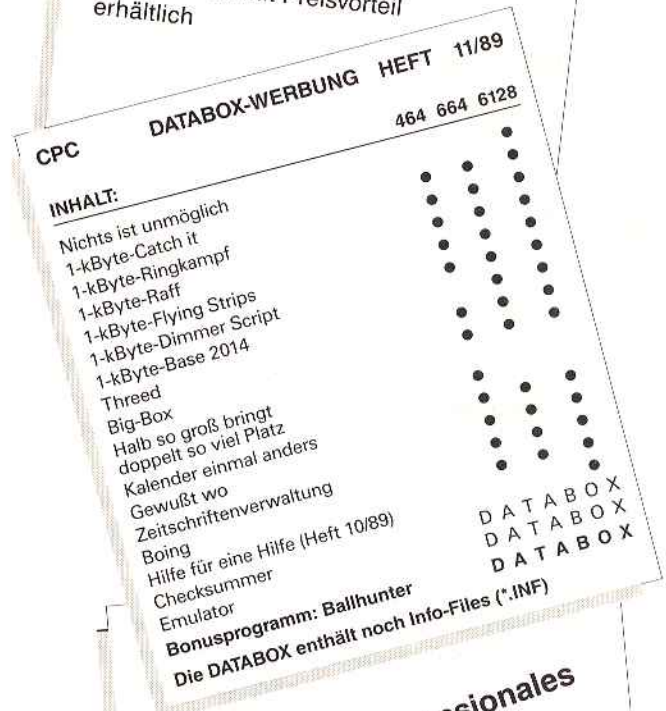 Preisvorteil
erhältlich
CPC DATABOX-WERBUNG HEFT 11/89
INHALT: 464 664 6128
Nichts ist unmöglich
1-kByte-Catch it
1-kByte-Ringkampf
1-kByte-Raff
1-kByte-Flying Strips
1-kByte-Dimmer Script
1-kByte-Base 2014
Threed
Big-Box
Halb so groß bringt
doppelt so viel Platz
Kalender einmal anders
Gewußt wo
Zeitschriftenverwaltung
Boing
Hilfe für eine Hilfe (Heft 10/89)
Checksummer DATABOX
Emulator DATABOX
Bonusprogramm: Ballhunter DATABOX
Die DATABOX enthält noch Info-Files (*.INF)